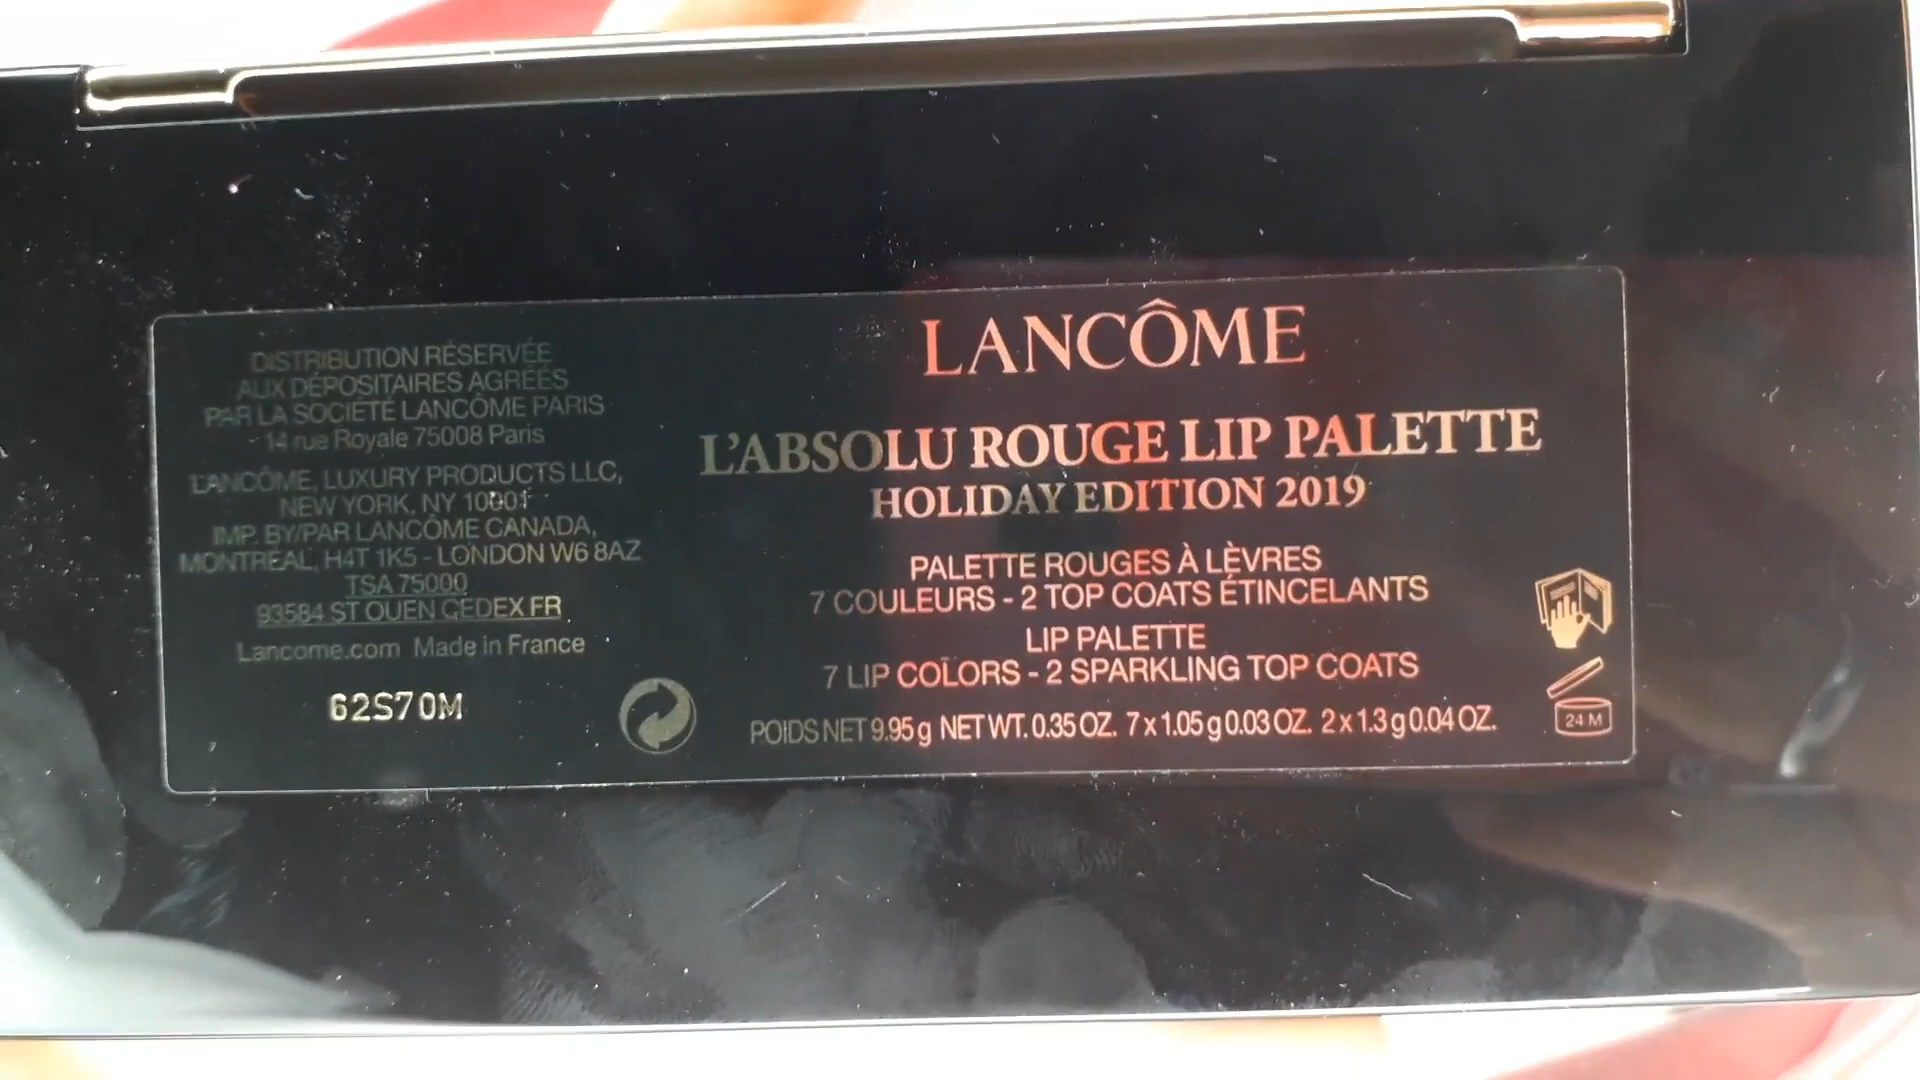 DISTRIBUTION RÉSERVÉE
AUX DÉPOSITAIRES AGRÉÉS
PAR LA SOCIÉTÉ LANCÔME PARIS
14 rue Royale 75008 Paris
LANCÔME, LUXURY PRODUCTS LLC,
NEW YORK, NY 10001
IMP. BY/PAR LANCÔME CANADA,
MONTRÉAL, H4T 1K5 - LONDON W6 8AZ
TSA 75000
93584 ST OUEN CEDEX FR
Lancome.com Made in France
62S70M
LANCÔME
L'ABSOLU ROUGE LIP PALETTE
HOLIDAY EDITION 2019
PALETTE ROUGES À LÈVRES
7 COULEURS - 2 TOP COATS ÉTINCELANTS
LIP PALETTE
7 LIP COLORS - 2 SPARKLING TOP COATS
POIDS NET 9.95 g NET WT. 0.35 OZ. 7 x 1.05 g 0.03 OZ. 2 x 1.3 g 0.04 OZ.
24 M